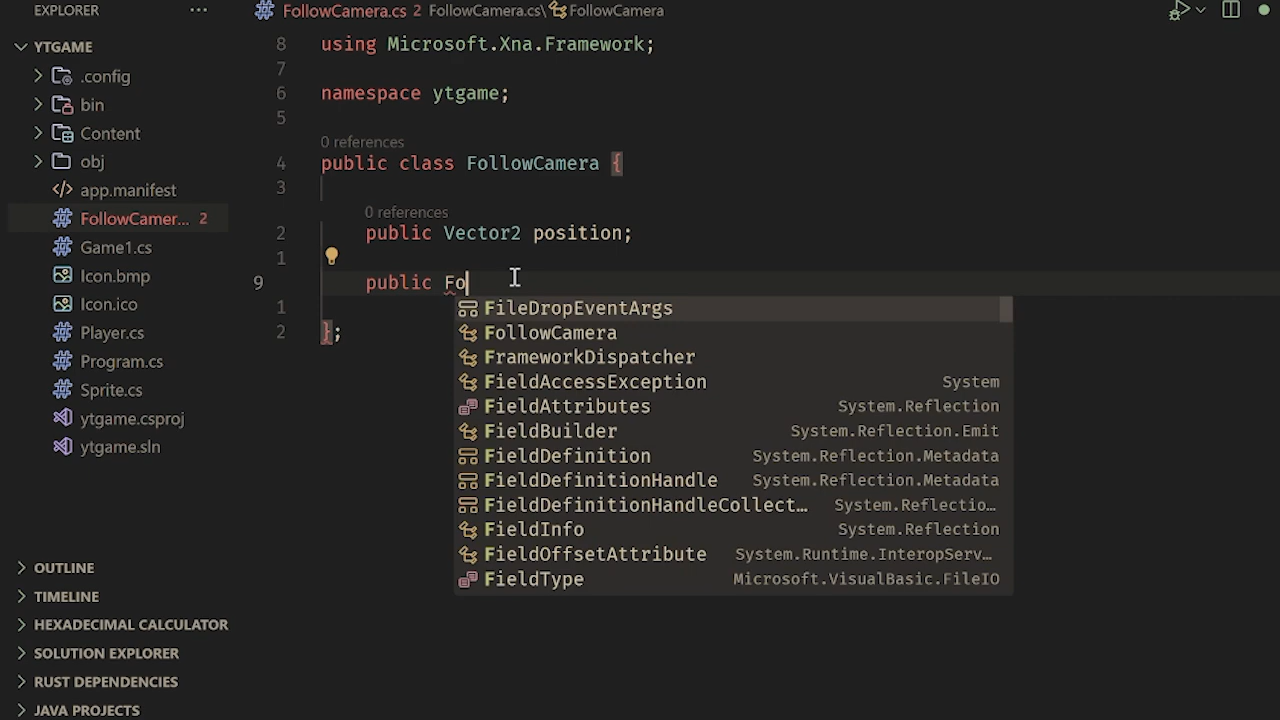 EXPLORER
FollowCamera.cs 2 FollowCamera.cs\ FollowCamera
YTGAME
.config
bin
Content
obj
app.manifest
FollowCamer... 2
Game1.cs
Icon.bmp
Icon.ico
Player.cs
Program.cs
Sprite.cs
ytgame.csproj
ytgame.sln
OUTLINE
TIMELINE
HEXADECIMAL CALCULATOR
SOLUTION EXPLORER
RUST DEPENDENCIES
JAVA PROJECTS
8 using Microsoft.Xna.Framework;
7
6 namespace ytgame;
5
0 references
4 public class FollowCamera {
3
0 references
2 public Vector2 position;
1
9 public Fo
1
2 };
FileDropEventArgs
FollowCamera
FrameworkDispatcher
FieldAccessException System
FieldAttributes System.Reflection
FieldBuilder System.Reflection.Emit
FieldDefinition System.Reflection.Metadata
FieldDefinitionHandle System.Reflection.Metadata
FieldDefinitionHandleCollect... System.Reflectio...
FieldInfo System.Reflection
FieldOffsetAttribute System.Runtime.InteropServ...
FieldType Microsoft.VisualBasic.FileIO